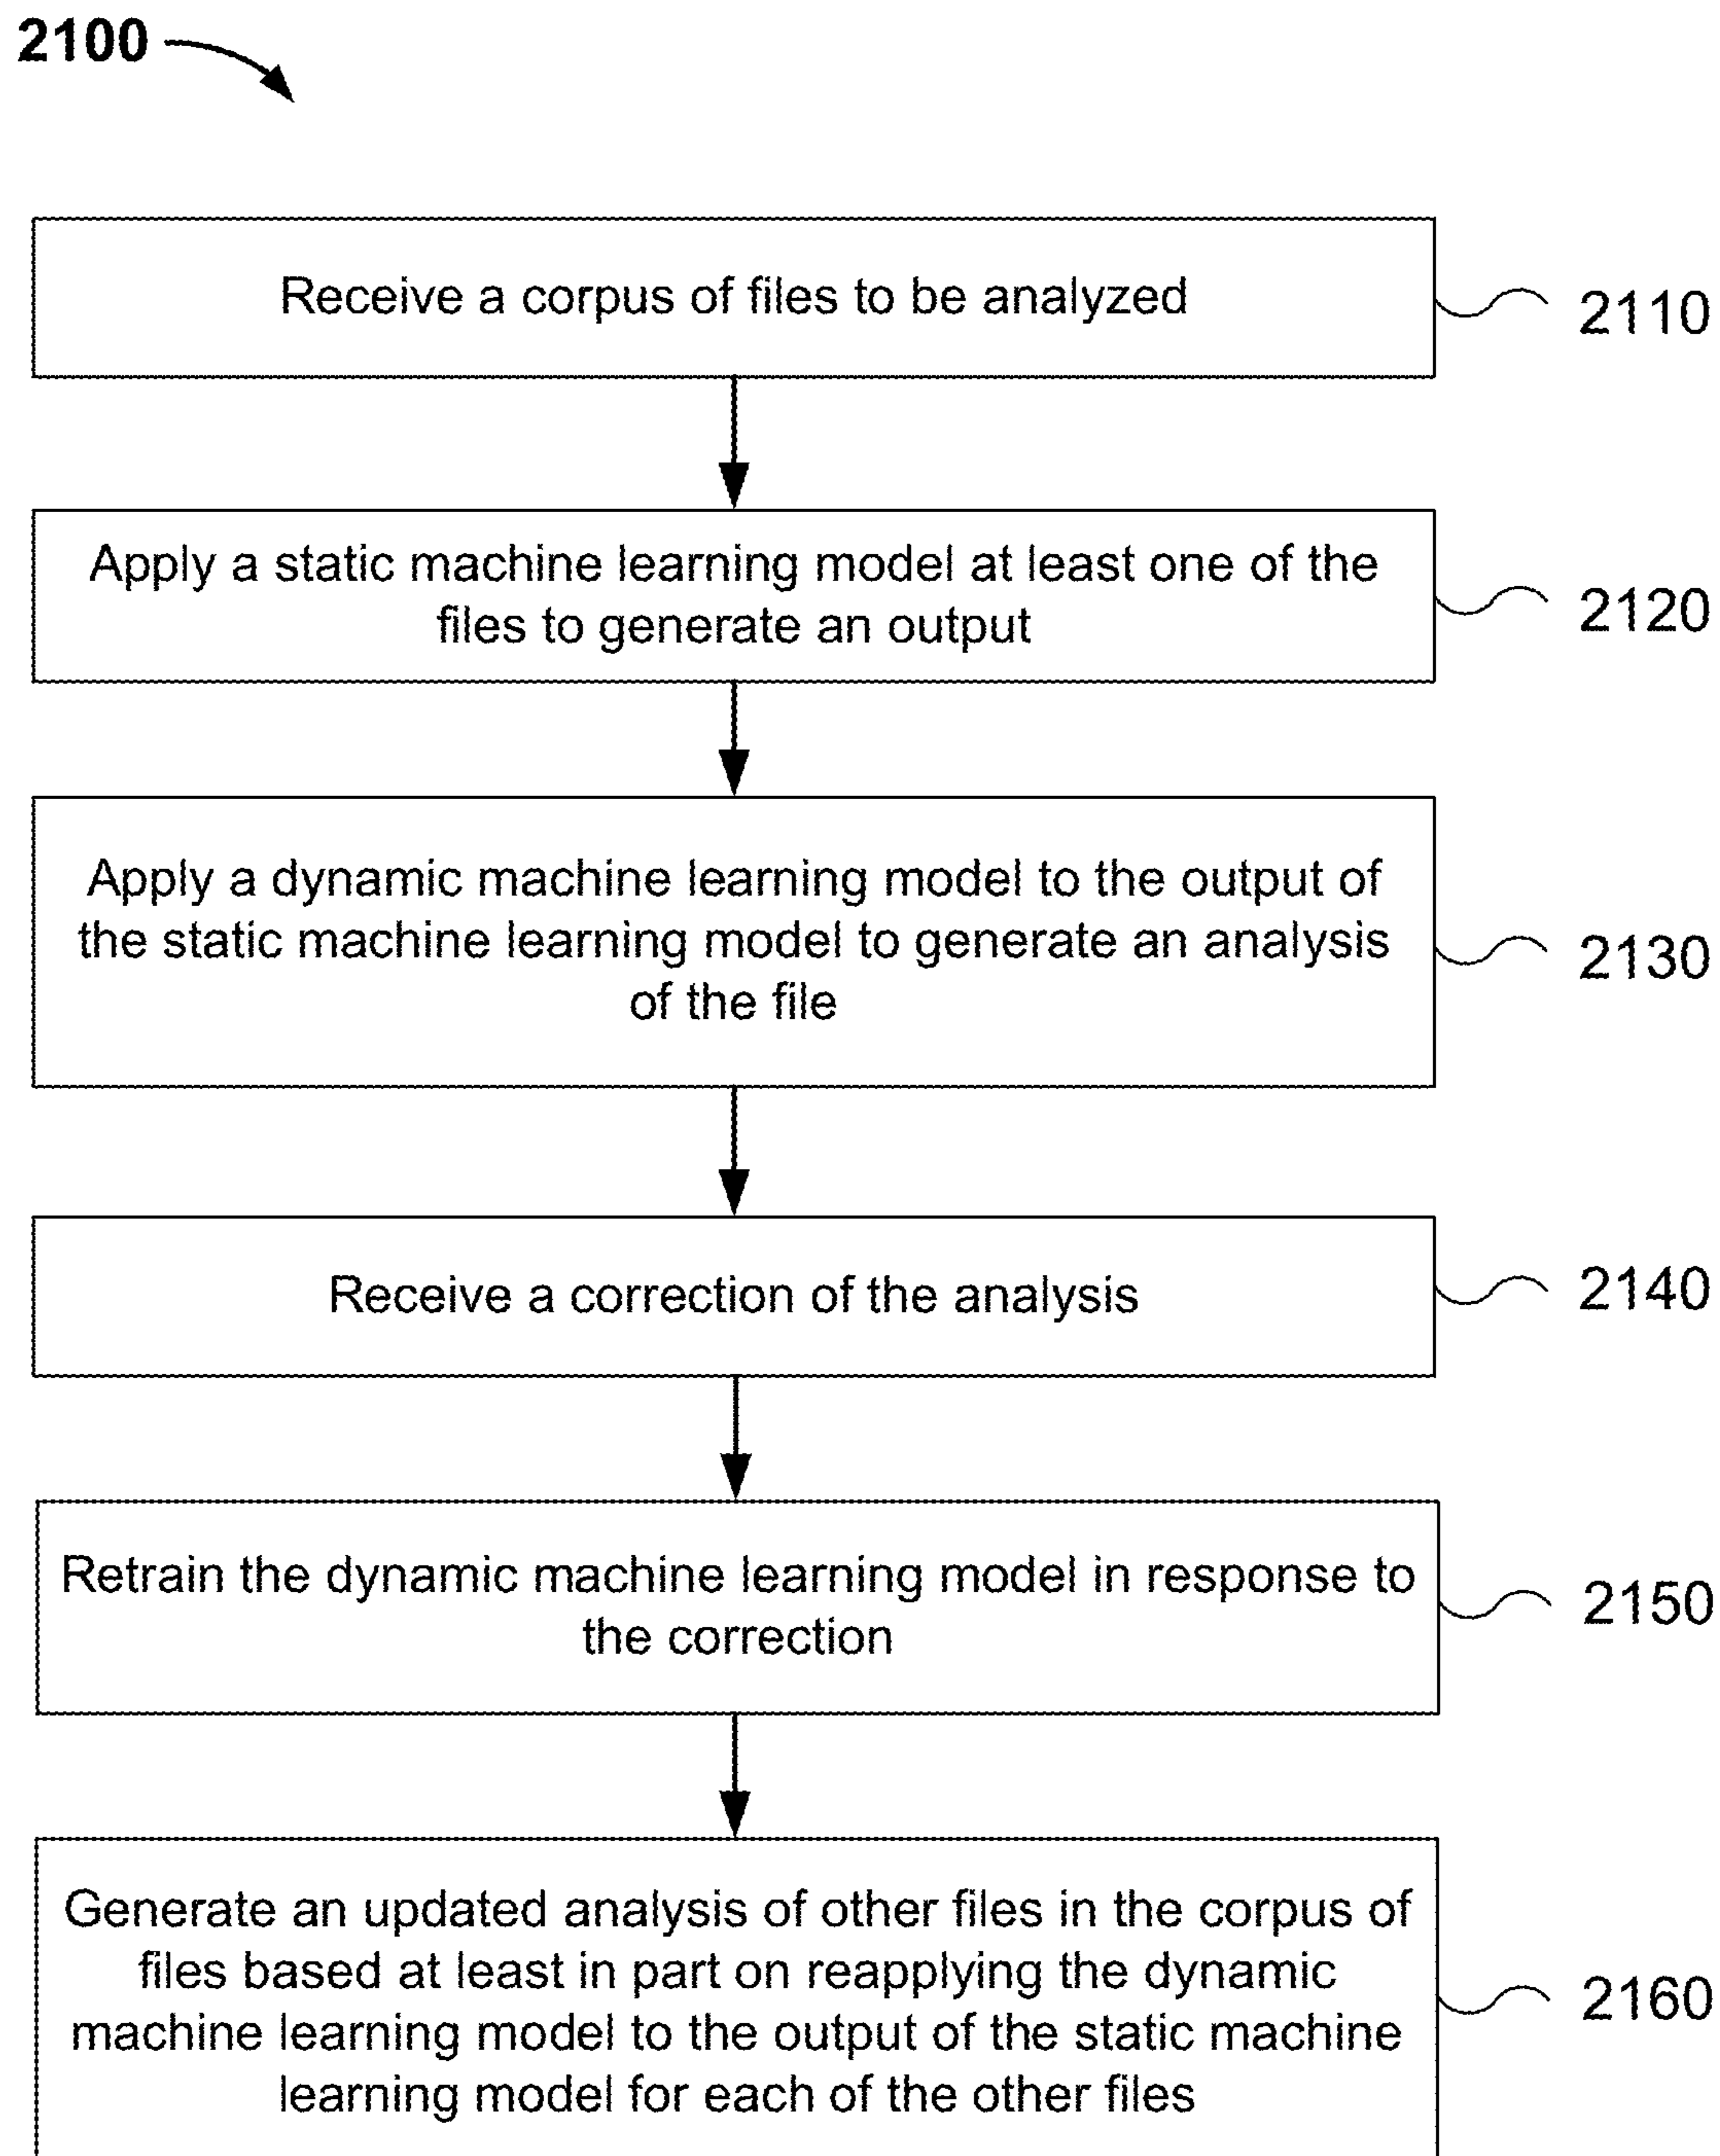 2100
Receive a corpus of files to be analyzed
2110
Apply a static machine learning model at least one of the
files to generate an output
2120
Apply a dynamic machine learning model to the output of
the static machine learning model to generate an analysis
of the file
2130
Receive a correction of the analysis
2140
Retrain the dynamic machine learning model in response to
the correction
2150
Generate an updated analysis of other files in the corpus of
files based at least in part on reapplying the dynamic
machine learning model to the output of the static machine
learning model for each of the other files
2160